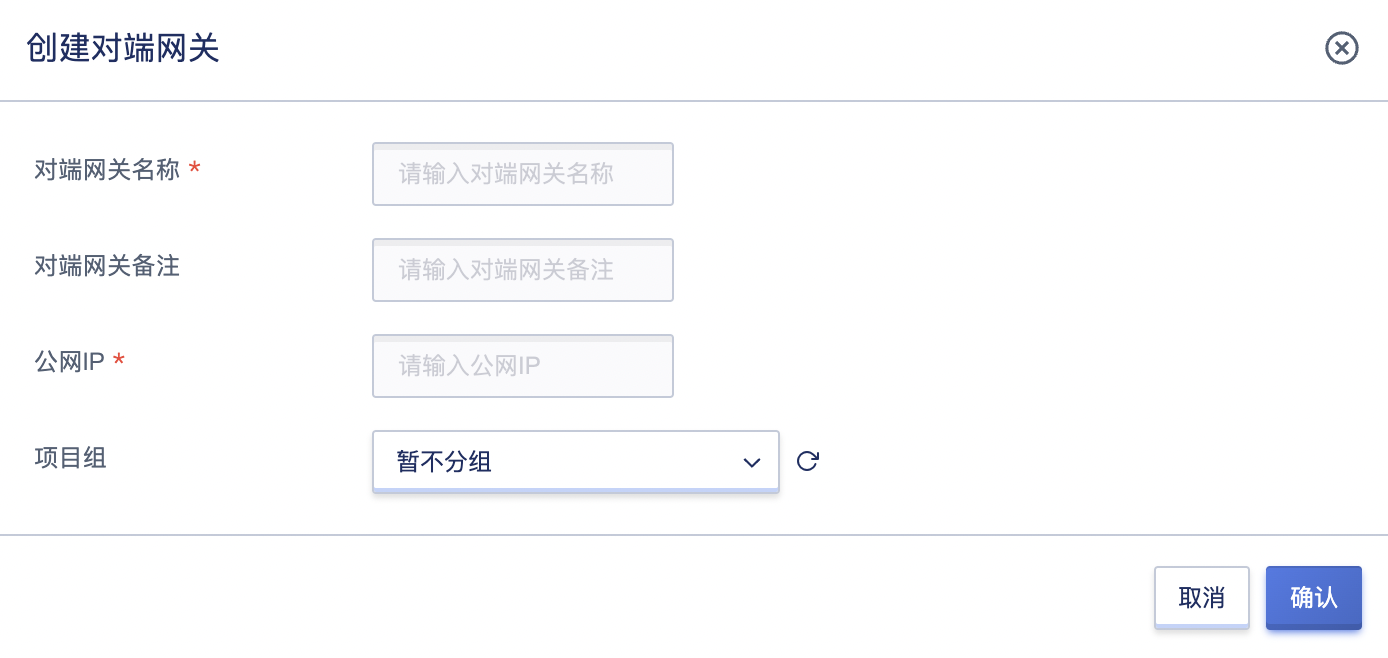 创建对端网关
对端网关名称 *
请输入对端网关名称
对端网关备注
请输入对端网关备注
公网IP *
请输入公网IP
项目组
暂不分组
取消
确认